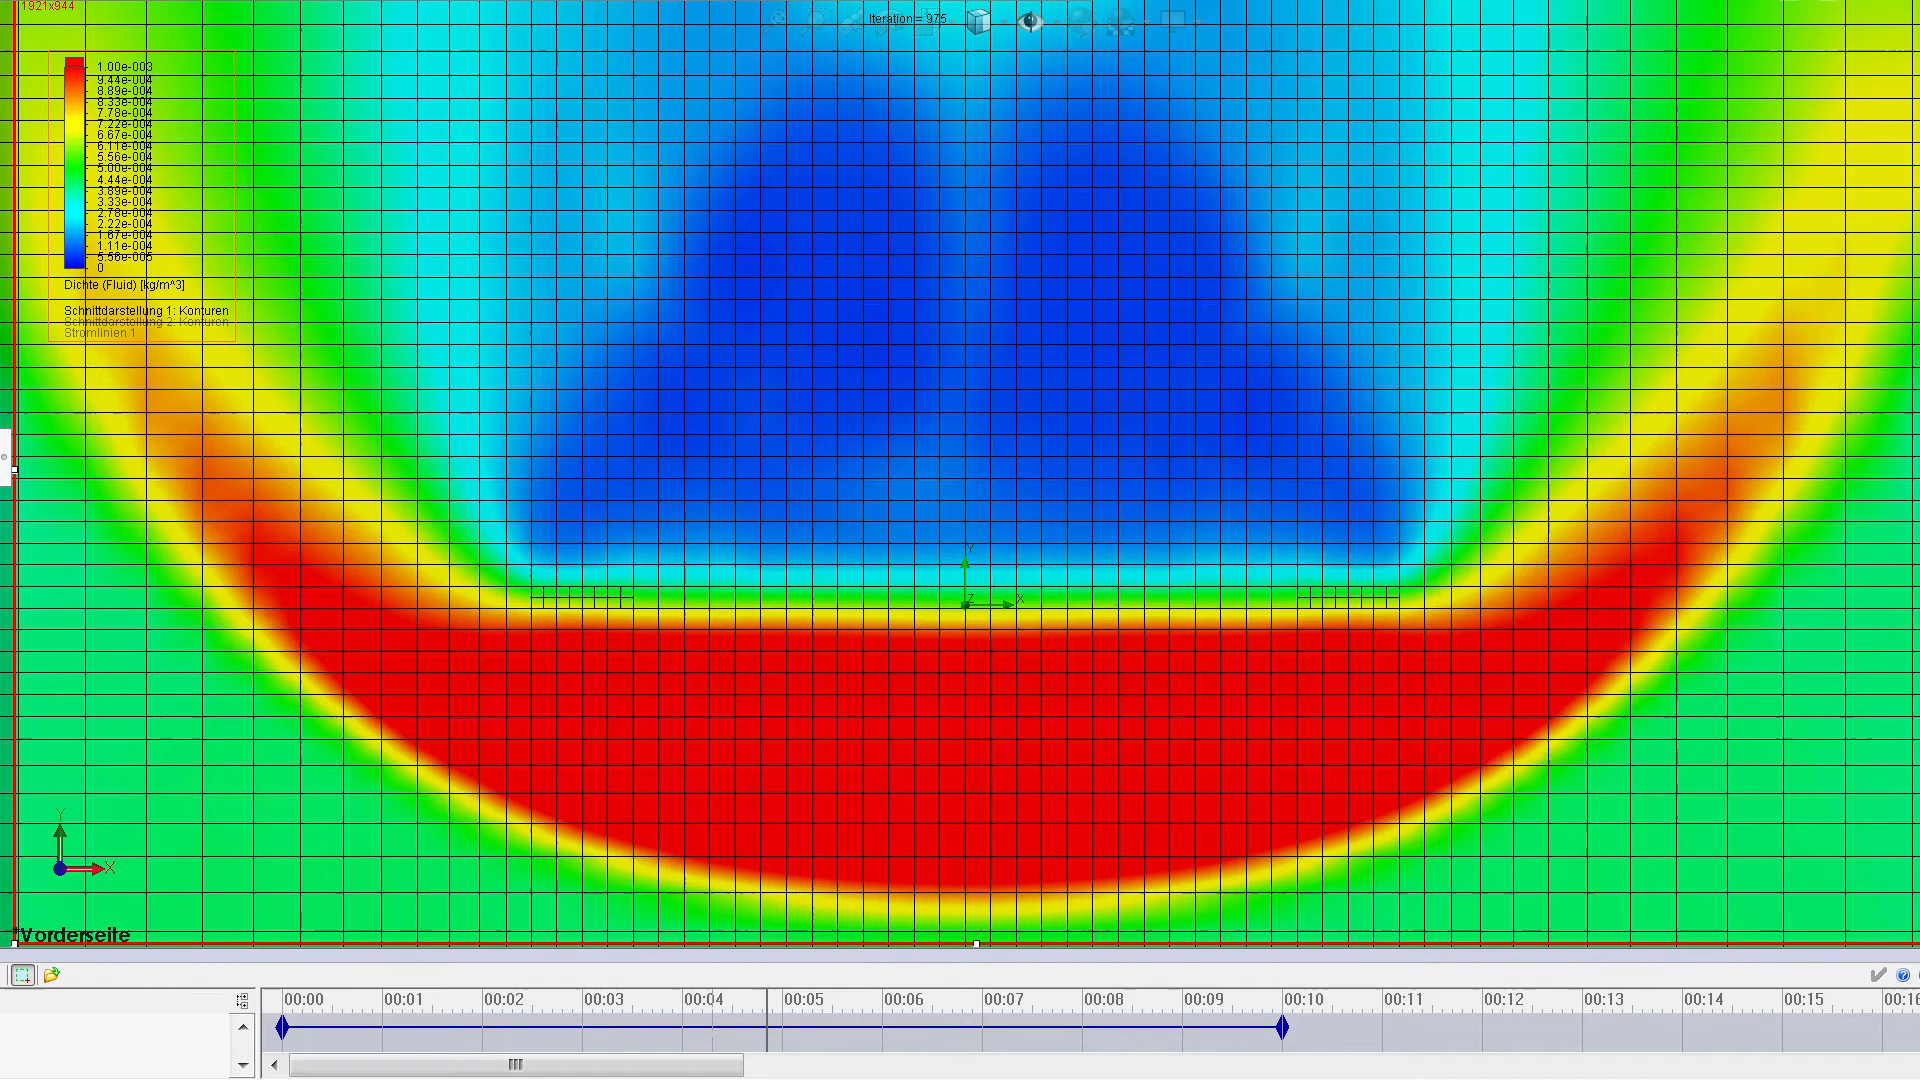 1921x944
Iteration = 975
1.00e-003
9.44e-004
8.89e-004
8.33e-004
7.78e-004
7.22e-004
6.67e-004
6.11e-004
5.56e-004
5.00e-004
4.44e-004
3.89e-004
3.33e-004
2.78e-004
2.22e-004
1.67e-004
1.11e-004
5.56e-005
0
Dichte (Fluid) [kg/m^3]
Schnittdarstellung 1: Konturen
Schnittdarstellung 2: Konturen
Stromlinien 1
Y
Z X
Y
X
*Vorderseite
00:00 00:01 00:02 00:03 00:04 00:05 00:06 00:07 00:08 00:09 00:10 00:11 00:12 00:13 00:14 00:15 00:16